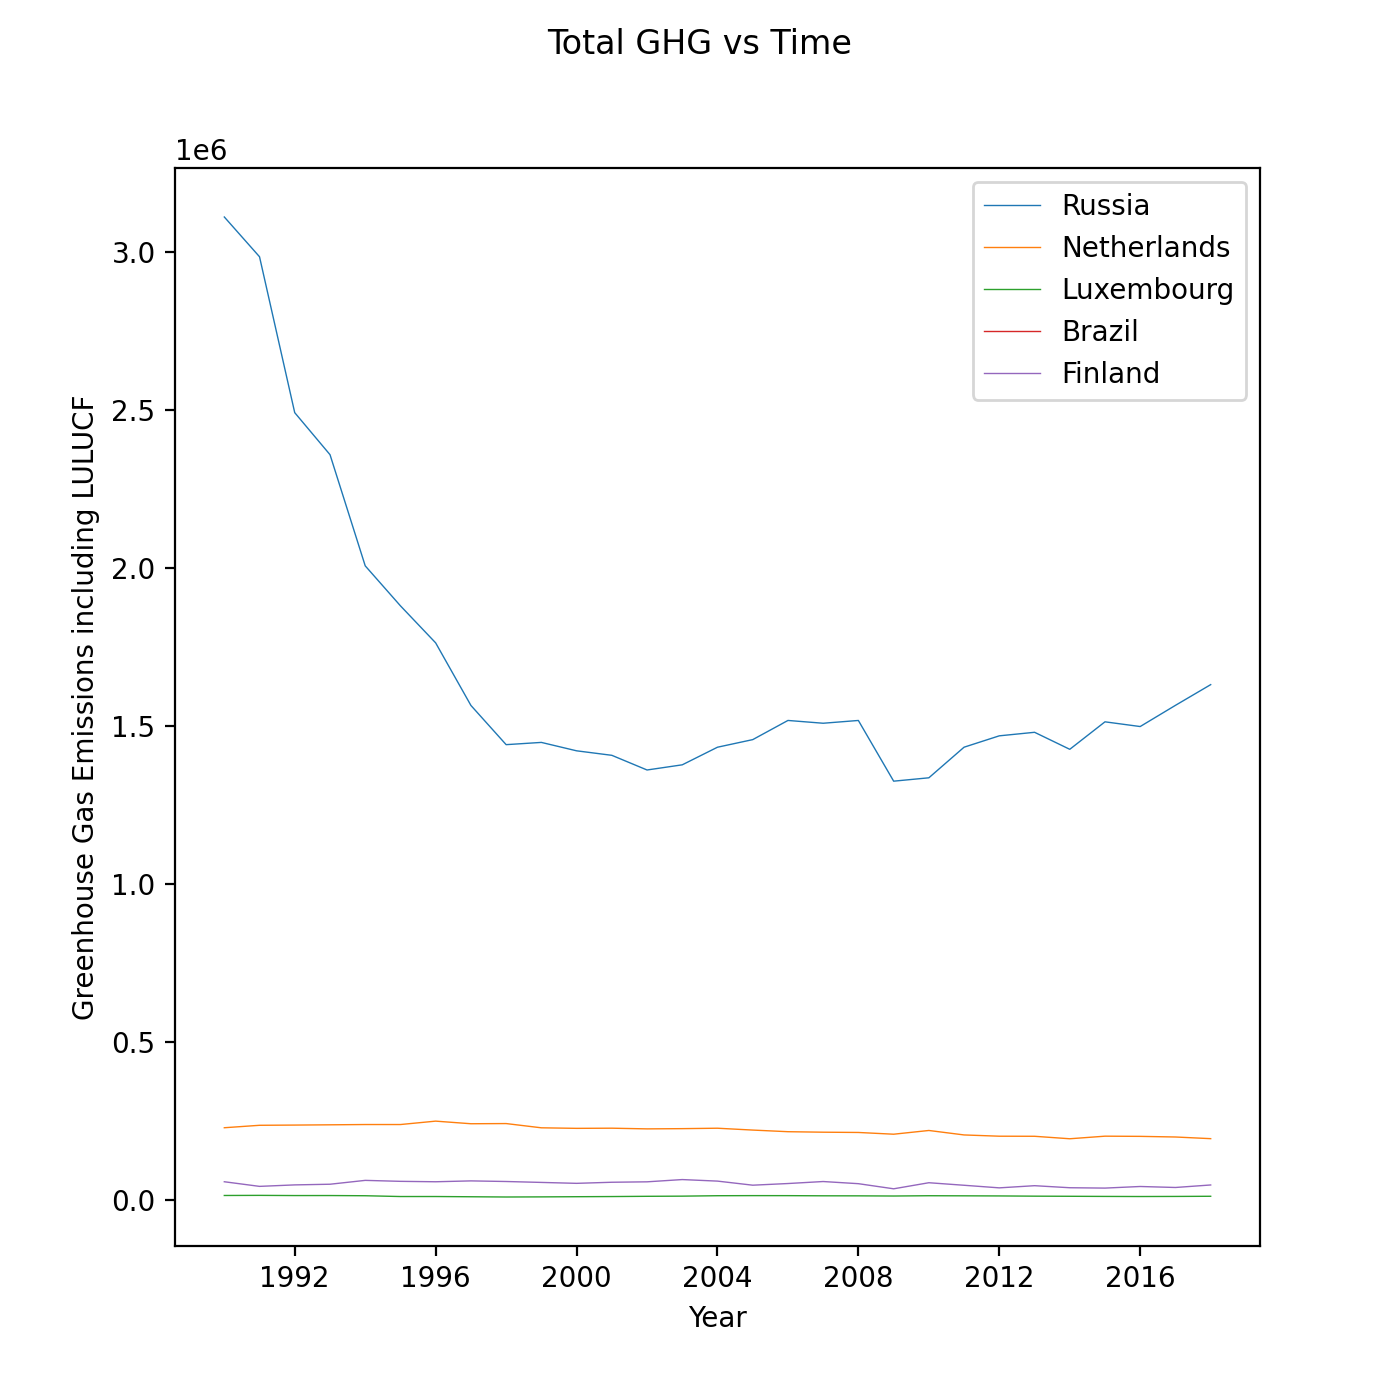 Total GHG vs Time
1e6
3.0
2.5
2.0
1.5
1.0
0.5
0.0
Greenhouse Gas Emissions including LULUCF
Russia
Netherlands
Luxembourg
Brazil
Finland
1992 1996 2000 2004 2008 2012 2016
Year